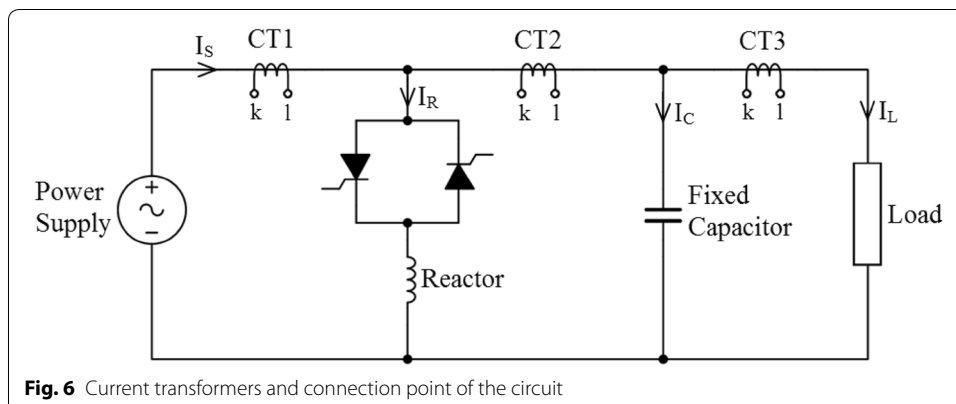 I_S
CT1
CT2
CT3
k l
I_R
k l
I_C
k l
I_L
Power
Supply
+
−
Fixed
Capacitor
Load
Reactor
Fig. 6 Current transformers and connection point of the circuit